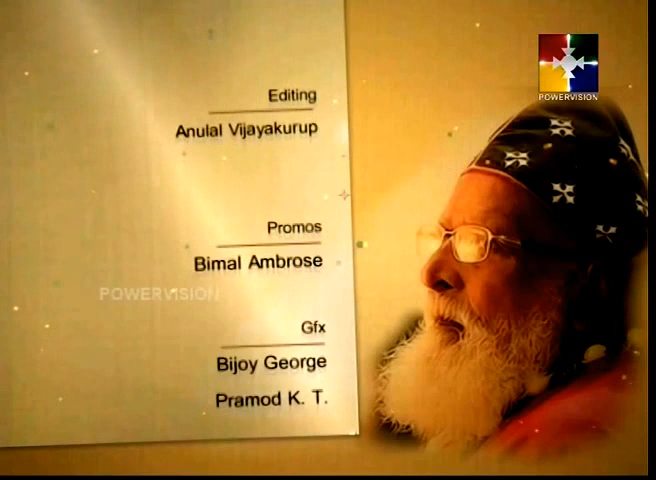 POWERVISION
Editing
Anulal Vijayakurup
Promos
Bimal Ambrose
POWERVISION
Gfx
Bijoy George
Pramod K. T.